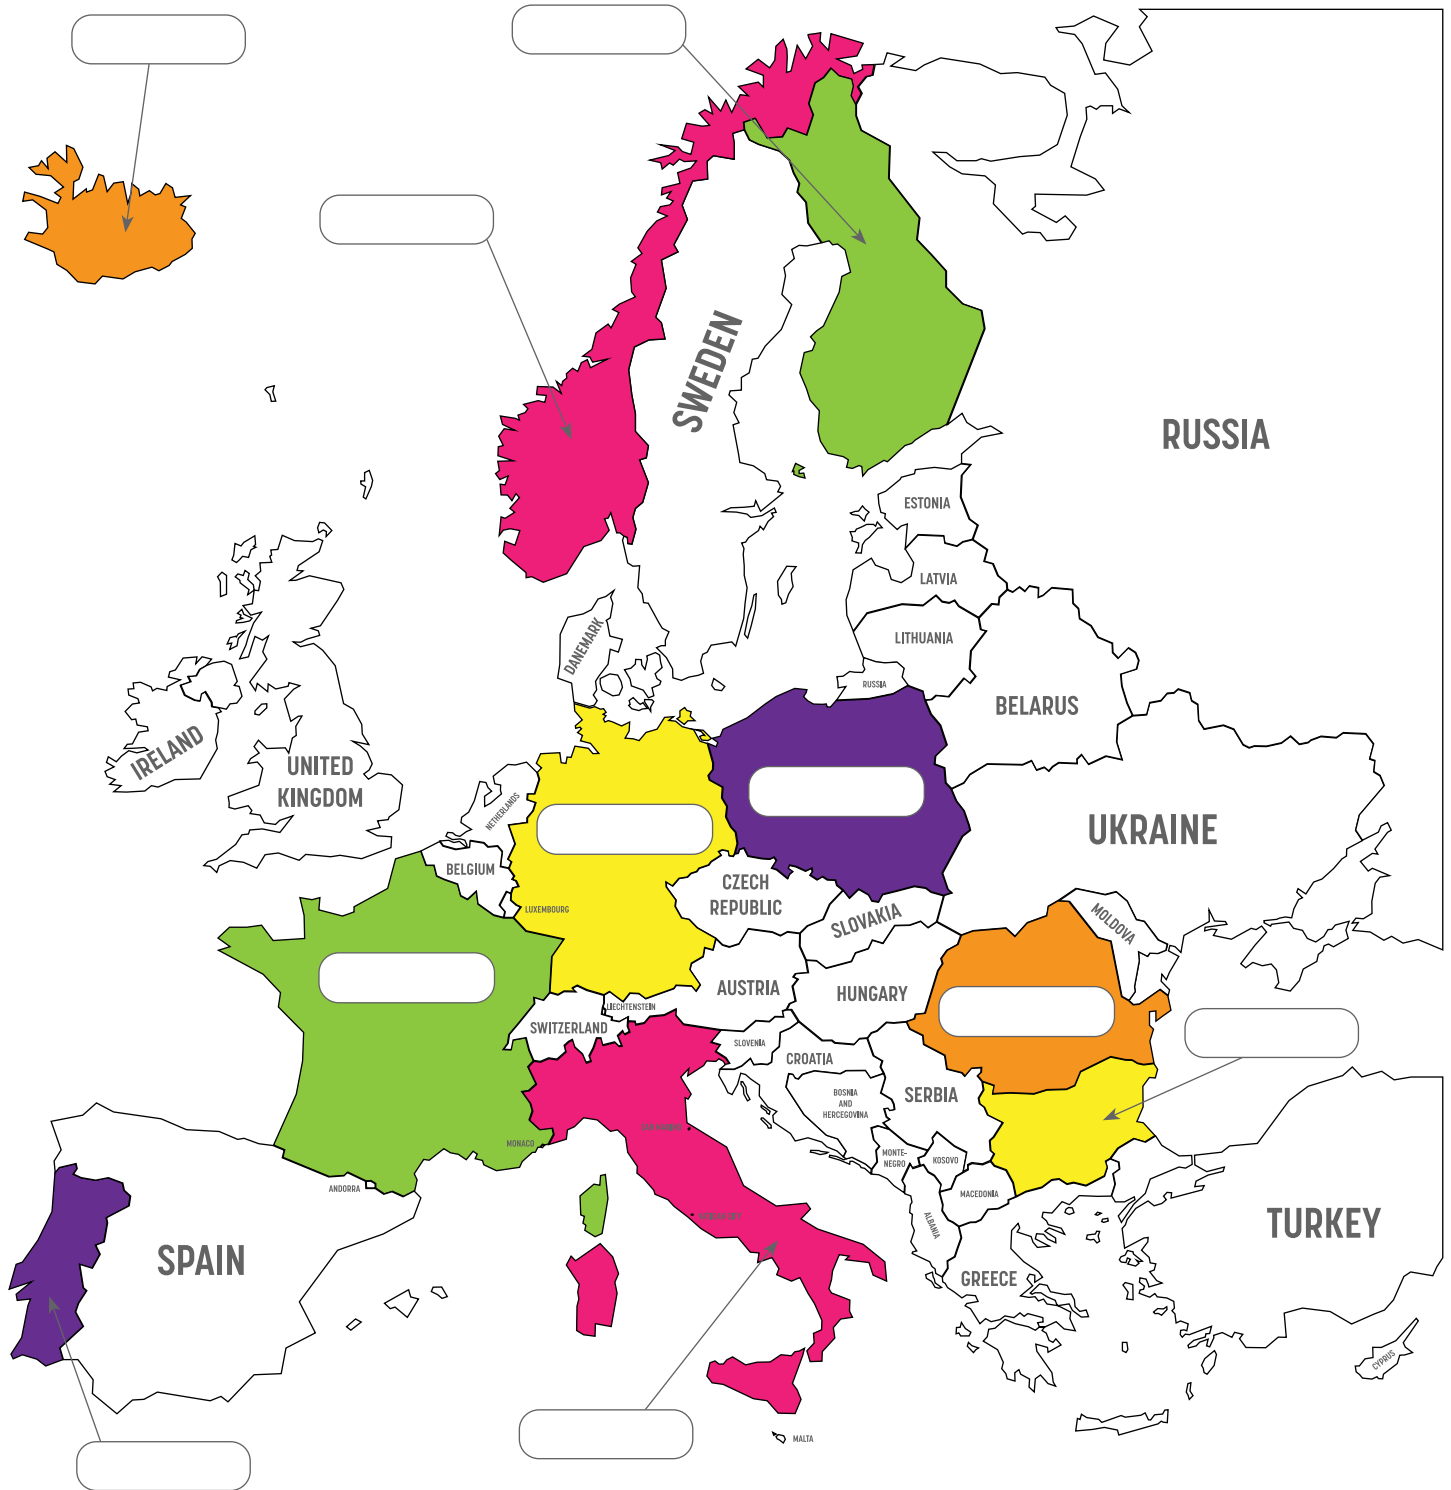 SWEDEN
RUSSIA
ESTONIA
LATVIA
LITHUANIA
RUSSIA
DANEMARK
BELARUS
IRELAND
UNITED
KINGDOM
NETHERLANDS
UKRAINE
BELGIUM
CZECH
REPUBLIC
LUXEMBOURG
SLOVAKIA
MOLDOVA
AUSTRIA
HUNGARY
LIECHTENSTEIN
SWITZERLAND
SLOVENIA
CROATIA
BOSNIA
AND
HERCEGOVINA
SERBIA
MONACO
MONTE-
NEGRO
KOSOVO
ANDORRA
MACEDONIA
ALBANIA
SPAIN
TURKEY
GREECE
CYPRUS
MALTA